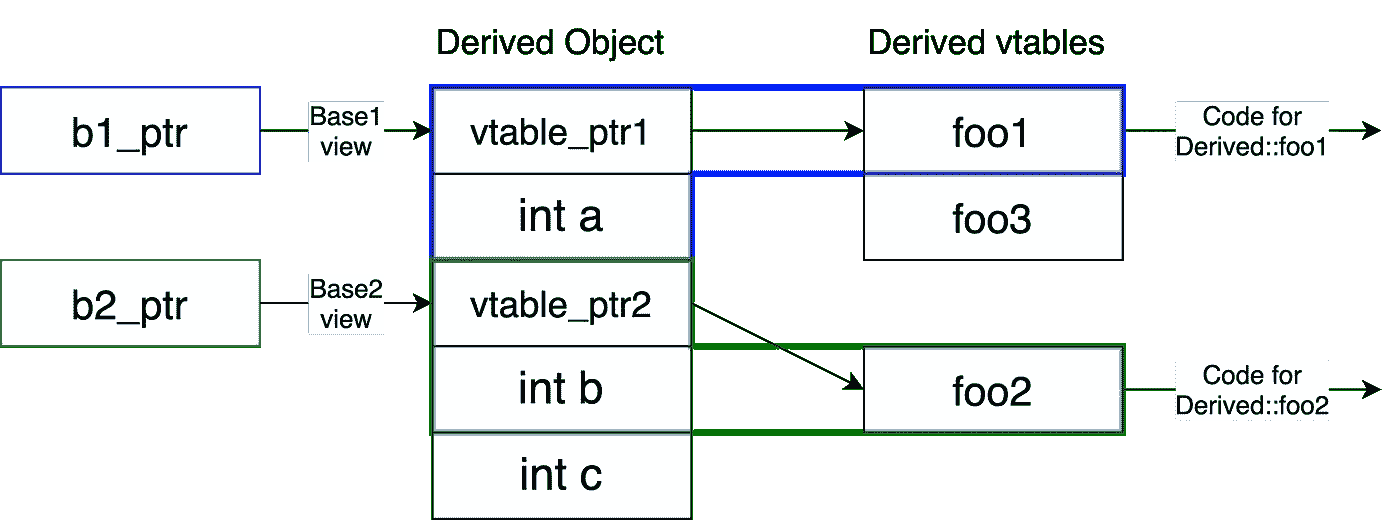 Derived Object
Derived vtables
b1_ptr
Base1
view
vtable_ptr1
foo1
Code for
Derived::foo1
int a
foo3
b2_ptr
Base2
view
vtable_ptr2
int b
foo2
Code for
Derived::foo2
int c